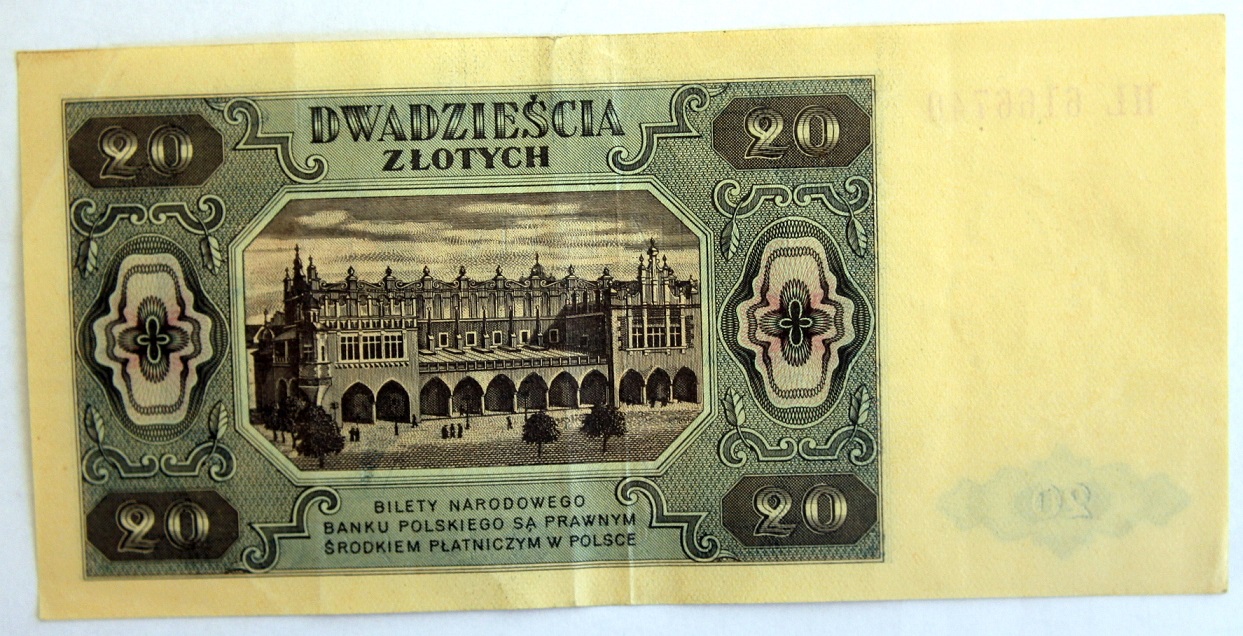 20 DWADZIEŚCIA 20
ZŁOTYCH
BILETY NARODOWEGO
BANKU POLSKIEGO SĄ PRAWNYM
ŚRODKIEM PŁATNICZYM W POLSCE
20 20